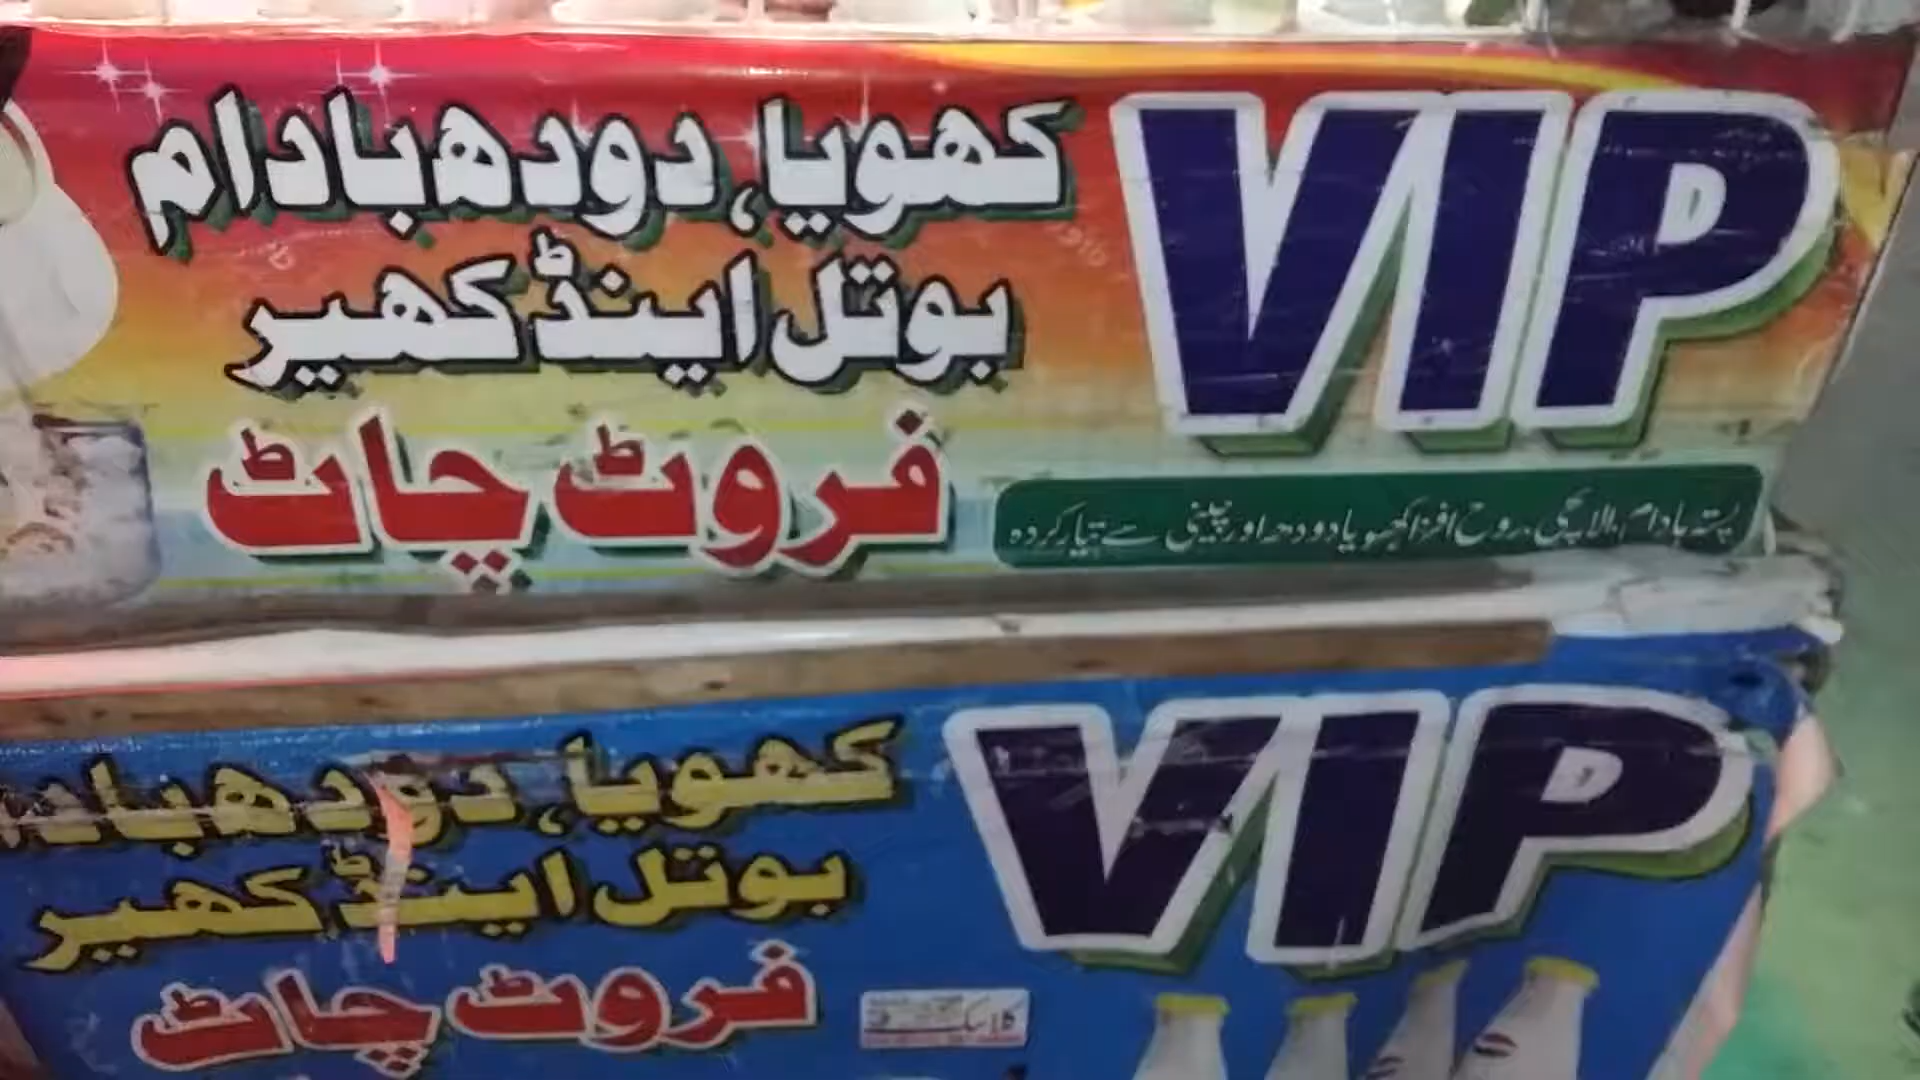 VIP
کھویا، دودھ بادام
بوتل اینڈ کھیر
فروٹ چاٹ
پستہ بادام، الائچی، روح افزا کھویا دودھ اور چینی سے تیار کردہ
VIP
کھویا، دودھ باد
بوتل اینڈ کھیر
فروٹ چاٹ